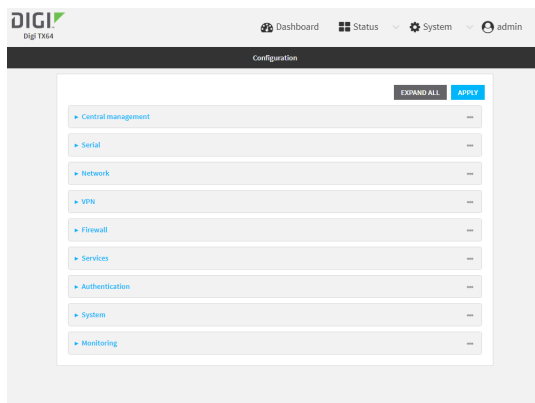 DIGI
Digi TX64
Dashboard Status System admin
Configuration
EXPAND ALL APPLY
Central management
Serial
Network
VPN
Firewall
Services
Authentication
System
Monitoring